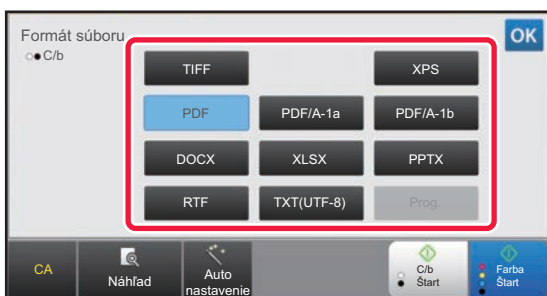 Formát súboru
OK
C/b
TIFF
XPS
PDF
PDF/A-1a
PDF/A-1b
DOCX
XLSX
PPTX
RTF
TXT(UTF-8)
Prog.
CA
Náhľad
Auto
nastavenie
C/b
Štart
Farba
Štart